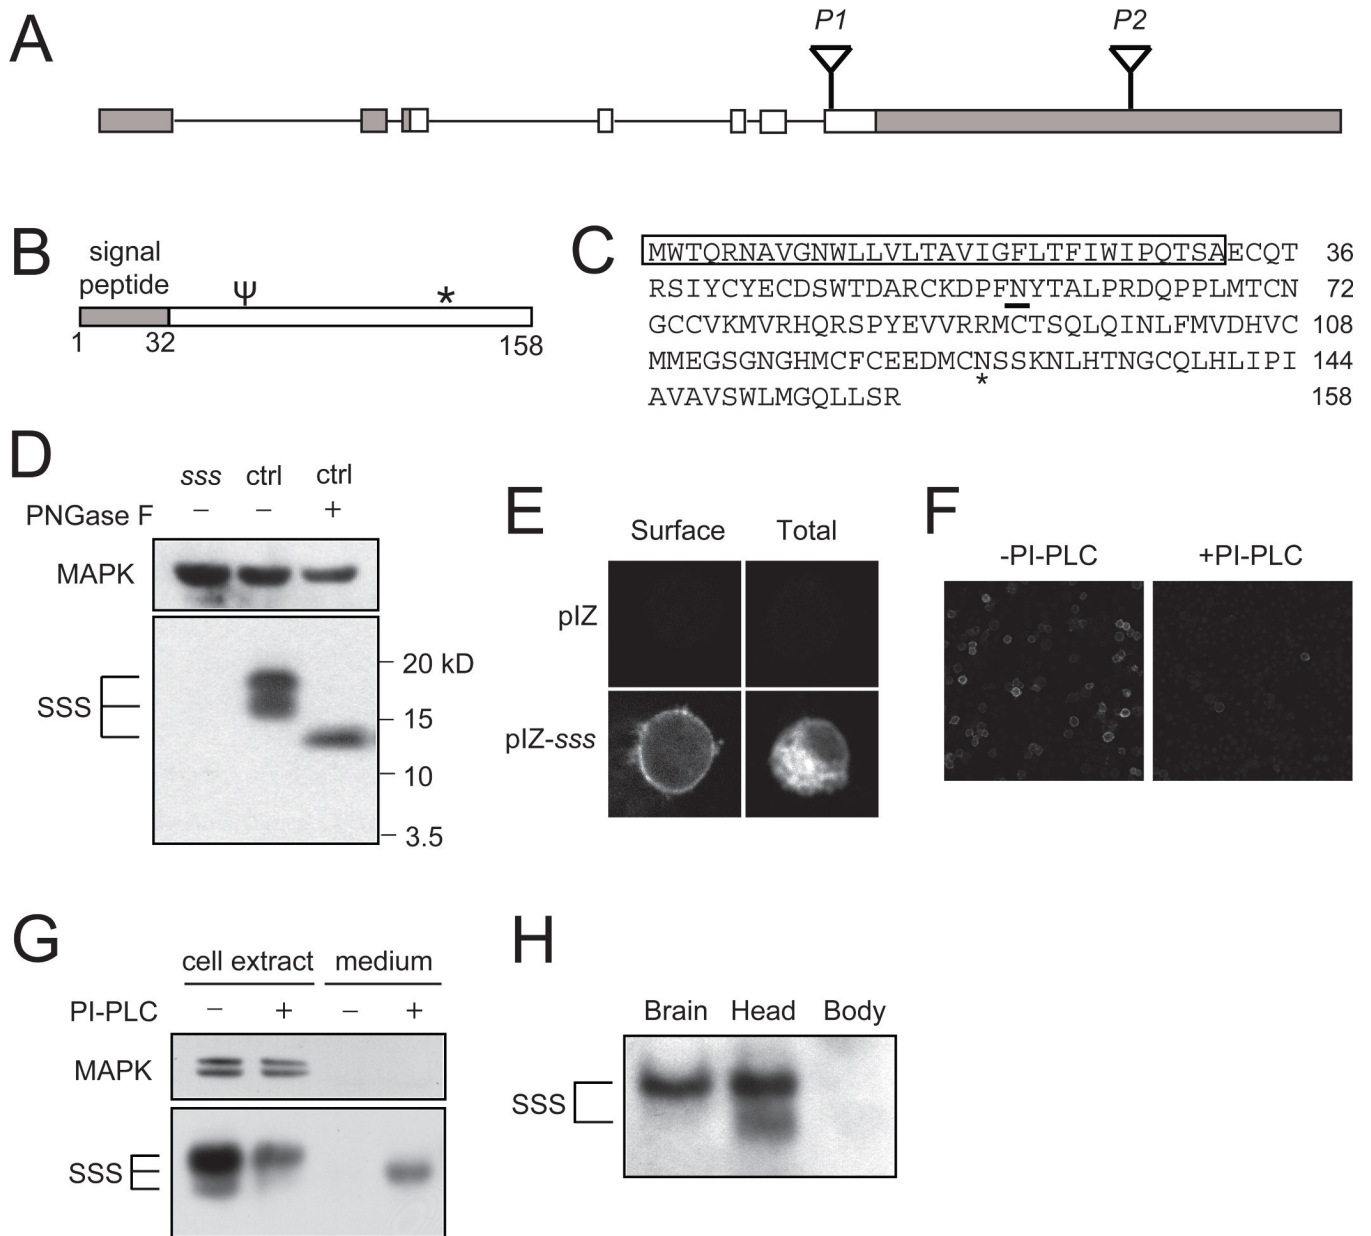 A
P1 P2
B
signal
peptide
Ψ *
1 32 158
C
MWTQRNAVGNWLLVLTAVIGFLTFIWIPQTSAECQT 36
RSIYCYECDSWTDARCKDPFNYTALPRDQPPLMTCN 72
GCCVKMVRHQRSPYEVVRRMCTSQLQINLFMVDHVC 108
MMEGSGNGHMCFCEEDMCNSSKNLHTNGCQLHLIPI 144
*
AVAVSWLMGQLLSR 158
D
sss ctrl ctrl
PNGase F – – +
MAPK
SSS
20 kD
15
10
3.5
E
Surface Total
pIZ
pIZ-sss
F
-PI-PLC +PI-PLC
G
cell extract medium
PI-PLC – + – +
MAPK
SSS
H
Brain Head Body
SSS